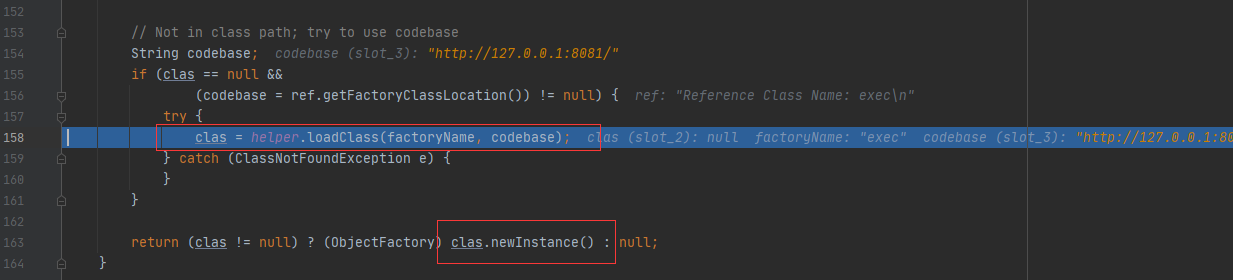 152
153 // Not in class path; try to use codebase
154 String codebase; codebase (slot_3): "http://127.0.0.1:8081/"
155 if (clas == null &&
156 (codebase = ref.getFactoryClassLocation()) != null) { ref: "Reference Class Name: exec\n"
157 try {
158 clas = helper.loadClass(factoryName, codebase); clas (slot_2): null factoryName: "exec" codebase (slot_3): "http://127.0.0.1:80
159 } catch (ClassNotFoundException e) {
160 }
161 }
162
163 return (clas != null) ? (ObjectFactory) clas.newInstance() : null;
164 }